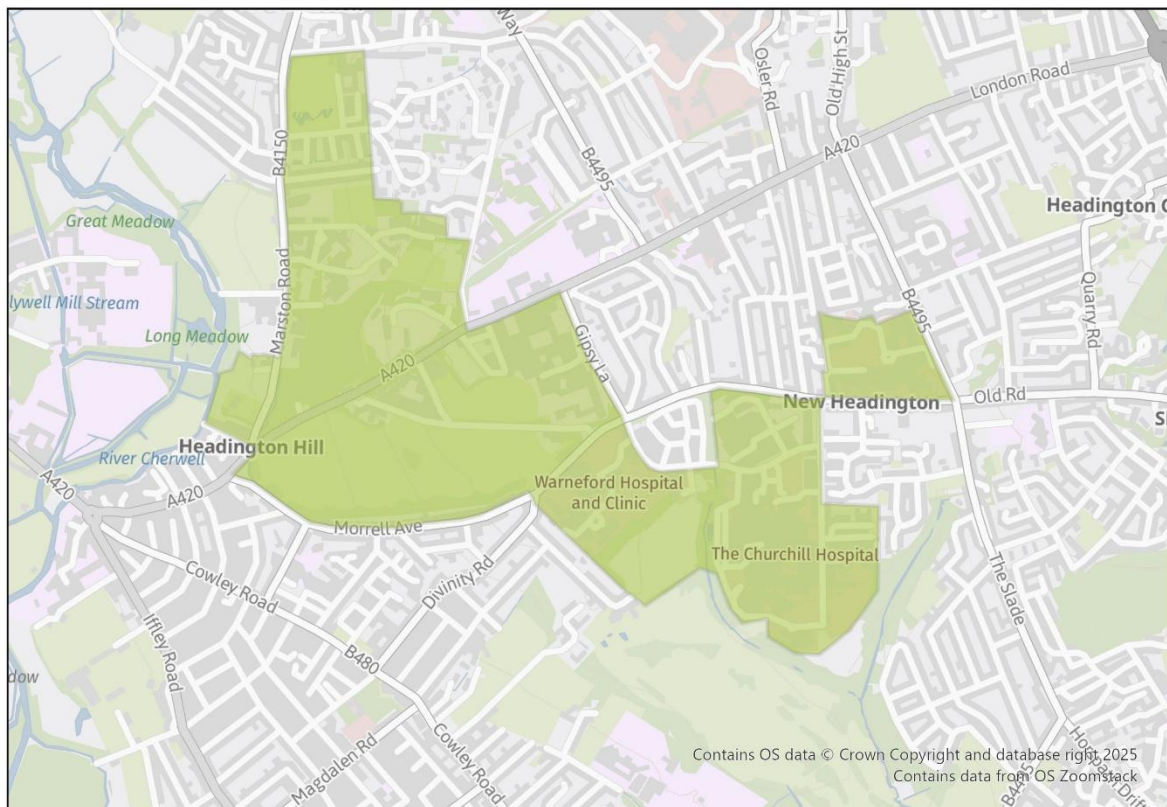 Way
Osler Rd
Old High St
London Road
B4150
B4495
A420
Headington
Great Meadow
Quarry Rd
Mill Stream
Marston Road
Long Meadow
Gipsy La
B4495
A420
Old Rd
New Headington
Headington Hill
River Cherwell
Warneford Hospital
and Clinic
A420
A420
Morrell Ave
The Churchill Hospital
Divinity Rd
Cowley Road
The Slade
Iffley Road
B480
Cowley Road
Magdalen Rd
Contains OS data © Crown Copyright and database right 2025
Contains data from OS Zoomstack